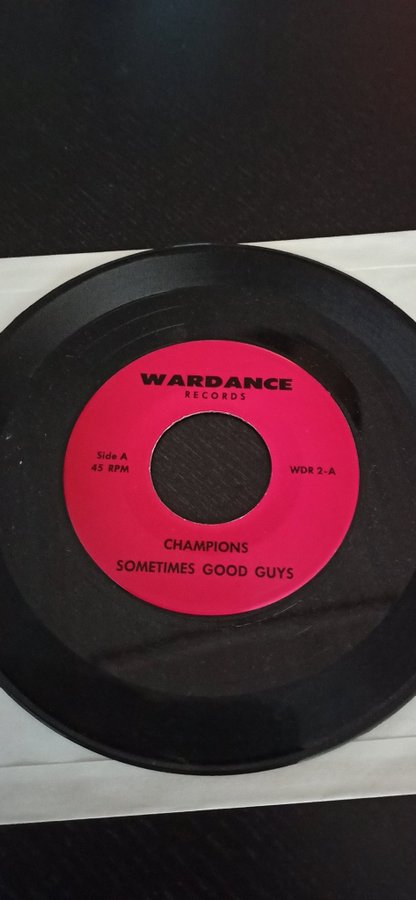 WARDANCE
RECORDS
Side A
45 RPM
WDR 2-A
CHAMPIONS
SOMETIMES GOOD GUYS